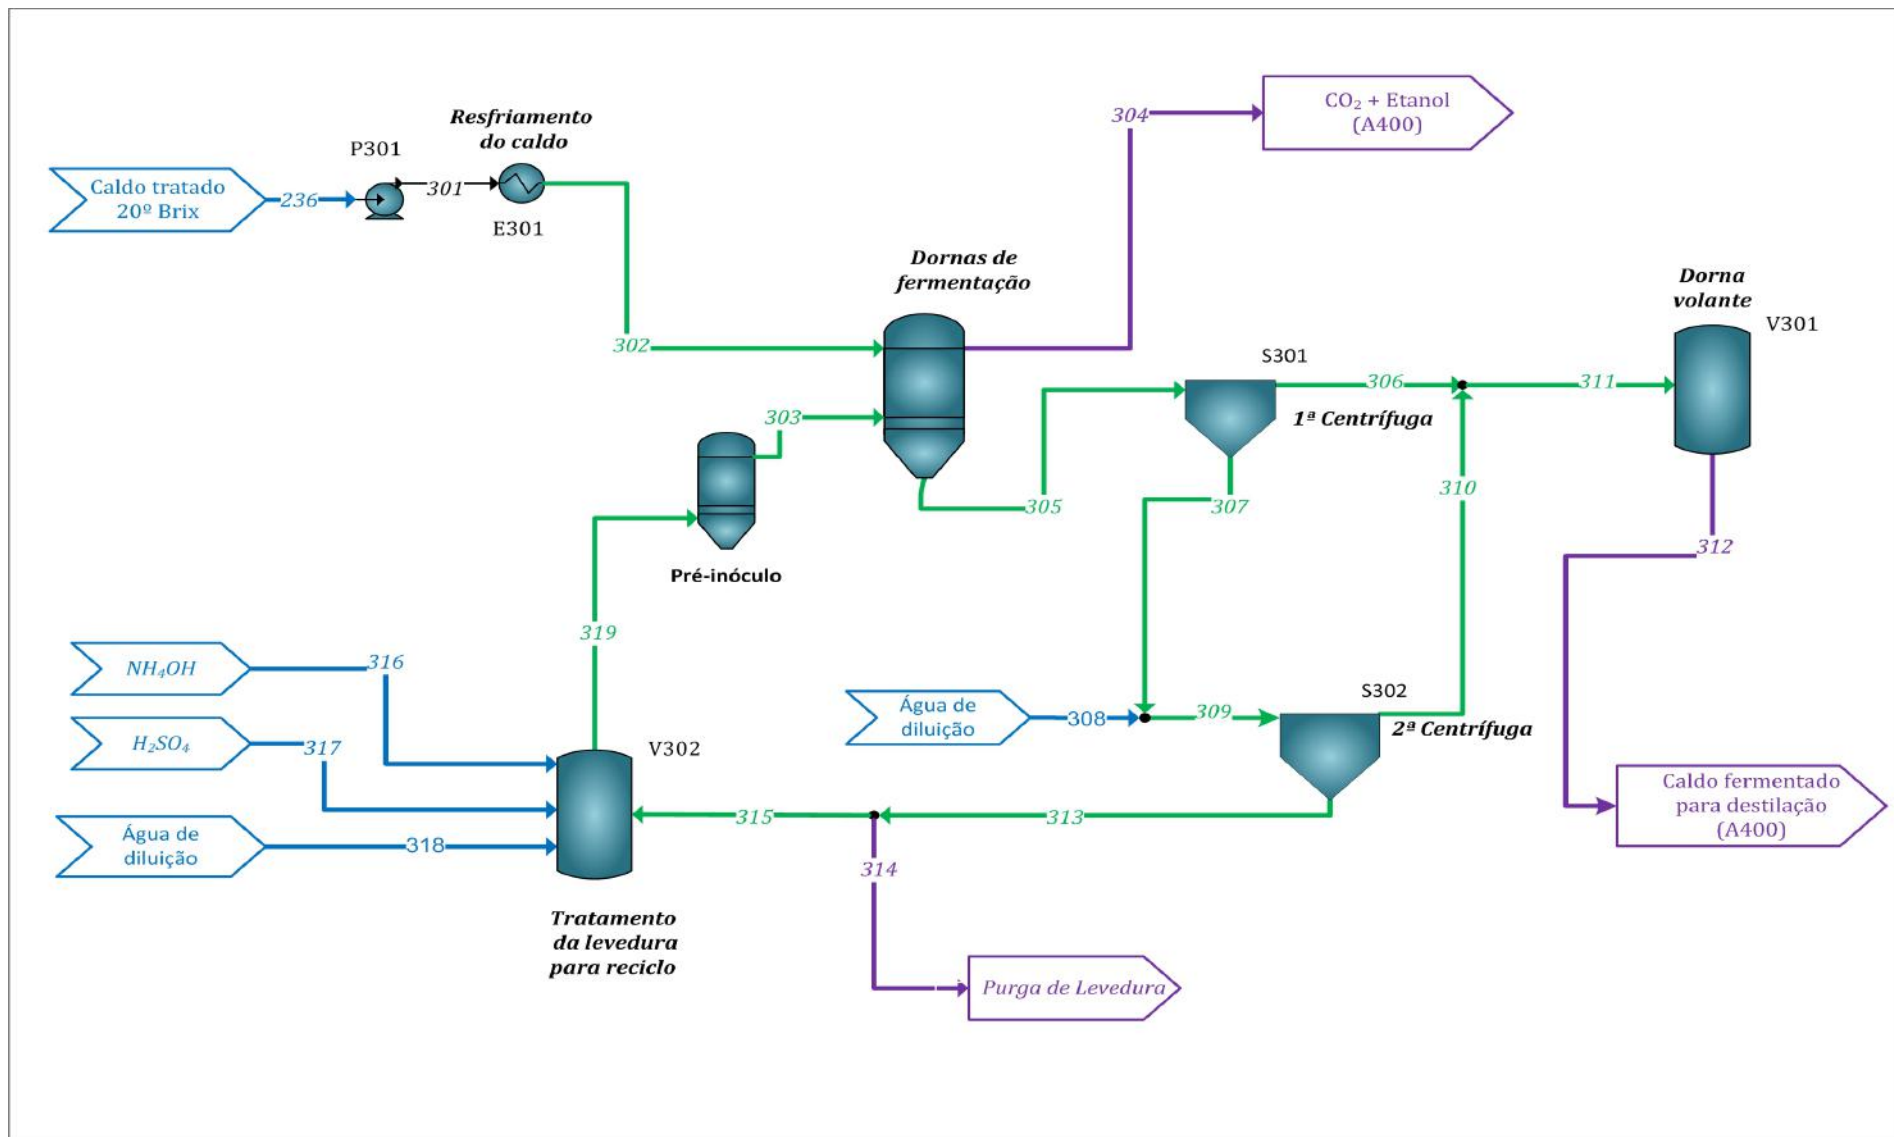 CO₂ + Etanol
(A400)
304
Resfriamento
do caldo
P301
Caldo tratado
20º Brix
236
301
E301
302
Dornas de
fermentação
Dorna
volante
V301
S301
306
311
1ª Centrífuga
303
305
307
310
312
Pré-inóculo
319
NH₄OH
316
H₂SO₄
317
V302
Água de
diluição
318
Água de
diluição
308
309
S302
2ª Centrífuga
315
313
314
Caldo fermentado
para destilação
(A400)
Tratamento
da levedura
para reciclo
Purga de Levedura